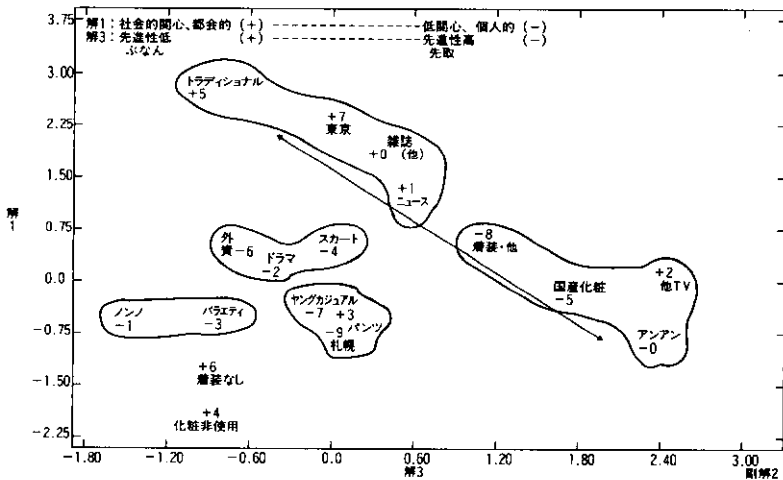 解1：社会的関心、都会的（＋）---------------低関心、個人的（－）
解3：先進性低（＋）---------------先進性高（－）
ぶなん 先取
3.75
3.00
2.25
1.50
0.75
0.0
-0.75
-1.50
-2.25
解1
トラディショナル
+5
+7
東京
雑誌
+0（他）
+1
ニュース
外資-6
ドラマ
-2
スカート
-4
-8
着装・他
国産化粧
-5
+2
他TV
アンアン
-0
ノンノ
-1
バラエティ
-3
ヤングカジュアル
-7 +3
-9 パンツ
札幌
+6
着装なし
+4
化粧非使用
-1.80 -1.20 -0.60 0.0 0.60 1.20 1.80 2.40 3.00
解3
剛解2